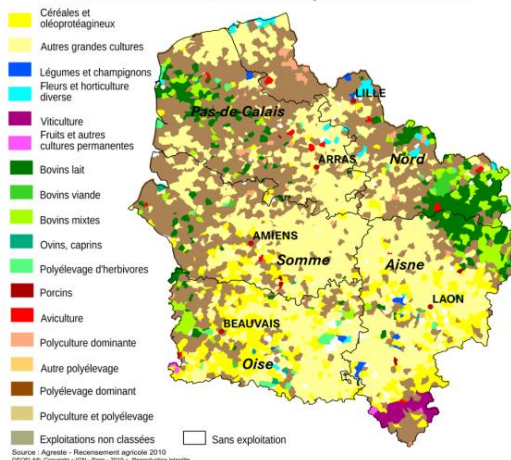 Céréales et
oléoprotéagineux
Autres grandes cultures
Légumes et champignons
Fleurs et horticulture
diverse
Viticulture
Fruits et autres
cultures permanentes
Bovins lait
Bovins viande
Bovins mixtes
Ovins, caprins
Polyélevage d'herbivores
Porcins
Aviculture
Polyculture dominante
Autre polyélevage
Polyélevage dominant
Polyculture et polyélevage
Exploitations non classées
Sans exploitation
LILLE
Pas-de-Calais
ARRAS
Nord
AMIENS
Somme
Aisne
LAON
BEAUVAIS
Oise
Source : Agreste - Recensement agricole 2010